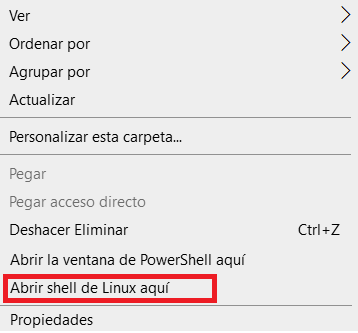 Ver
Ordenar por
Agrupar por
Actualizar
Personalizar esta carpeta...
Pegar
Pegar acceso directo
Deshacer Eliminar Ctrl+Z
Abrir la ventana de PowerShell aquí
Abrir shell de Linux aquí
Propiedades